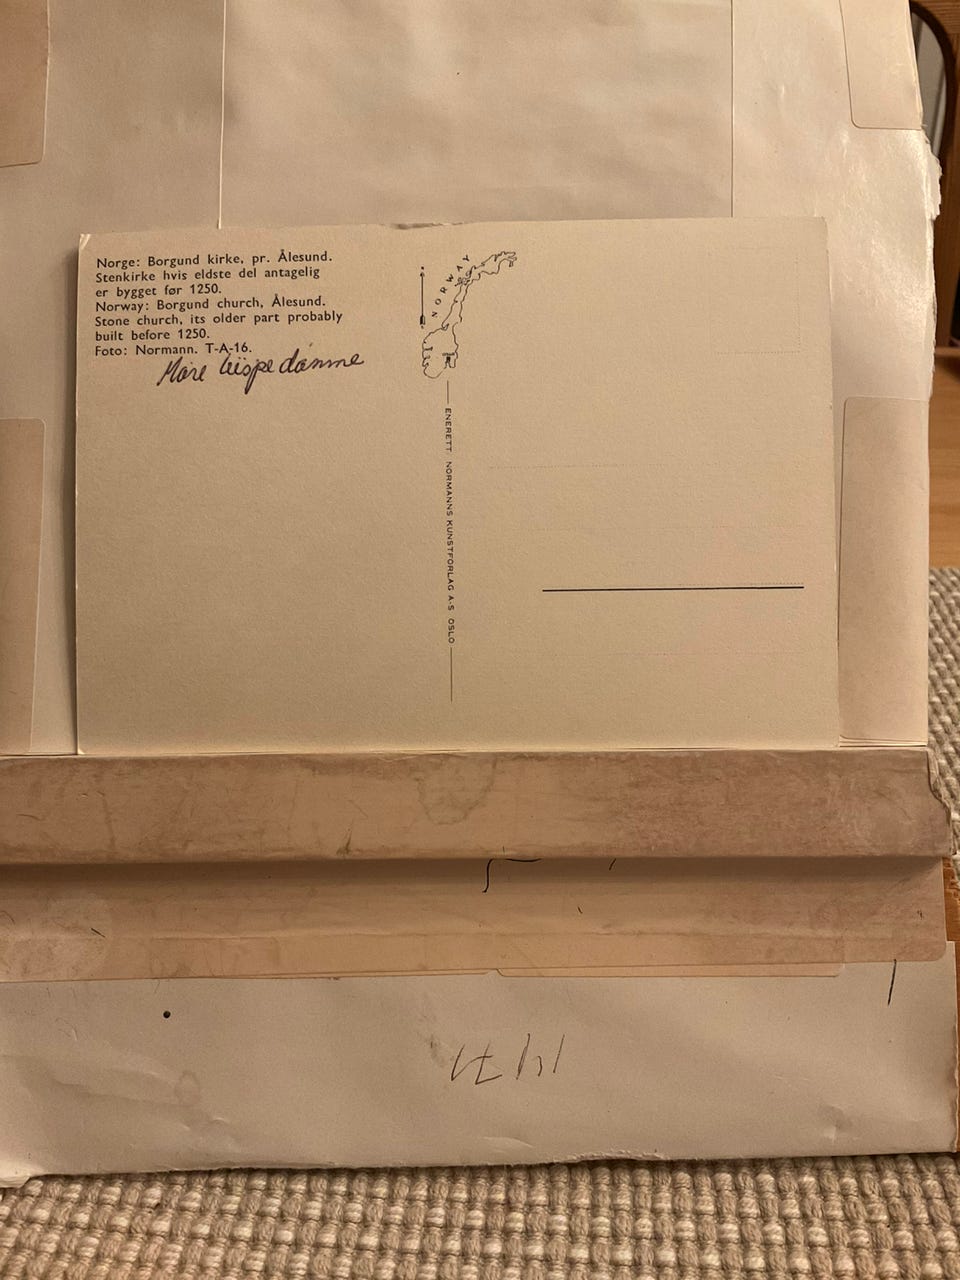 Norge: Borgund kirke, pr. Ålesund.
Stenkirke hvis eldste del antagelig
er bygget før 1250.
Norway: Borgund church, Ålesund.
Stone church, its older part probably
built before 1250.
Foto: Normann. T-A-16.
Møre bispedømme
NORWAY
ENERETT NORMANNS KUNSTFORLAG A-S OSLO